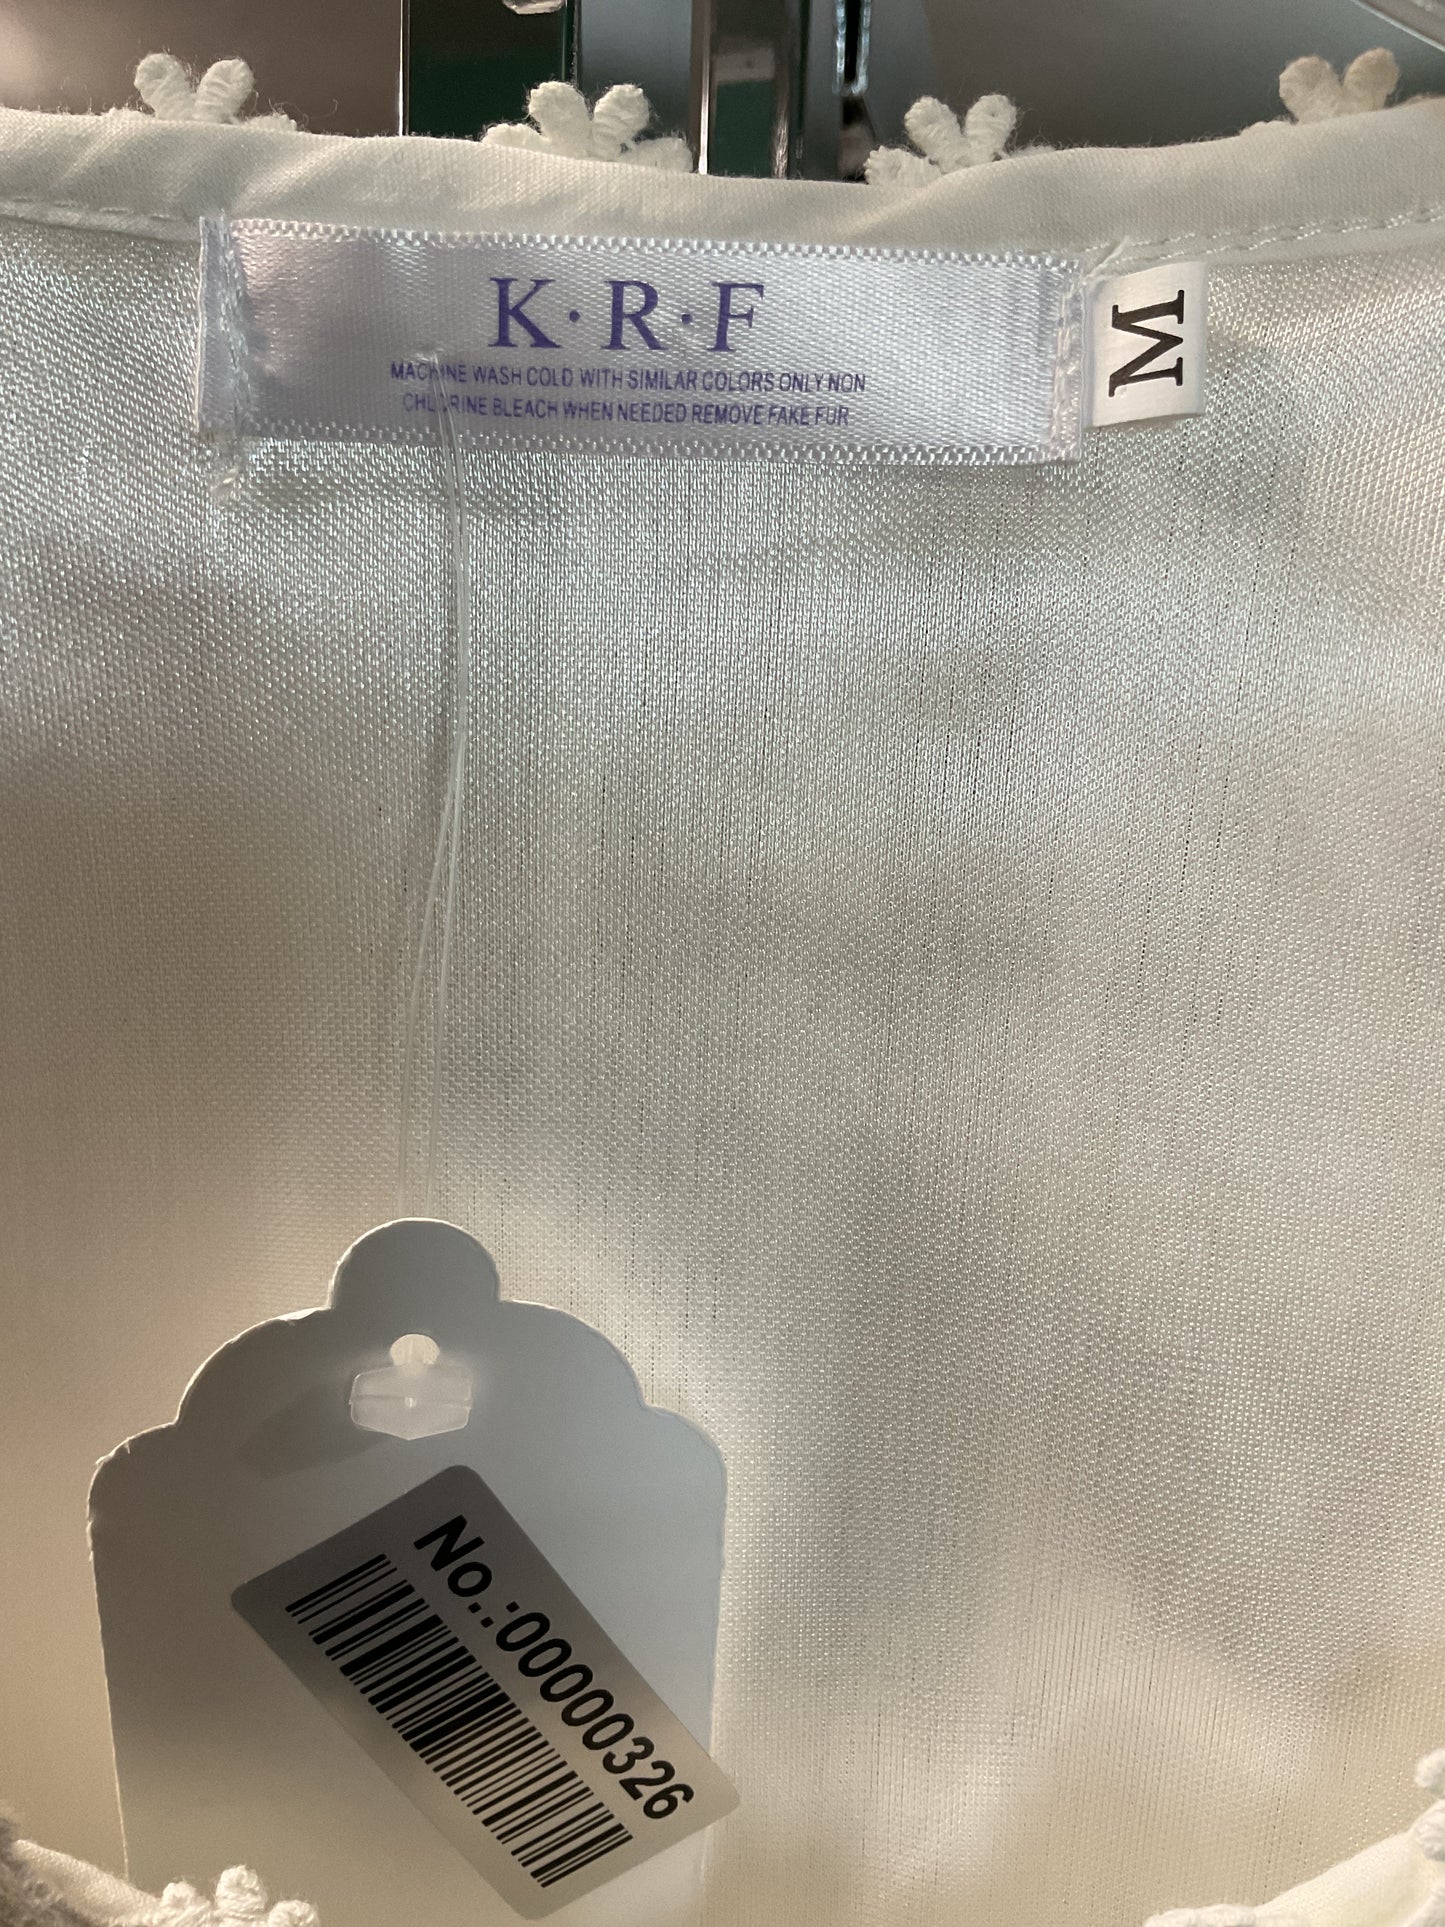 K·R·F
MACHINE WASH COLD WITH SIMILAR COLORS ONLY NON
CHLORINE BLEACH WHEN NEEDED REMOVE FAKE FUR
M
No.:00000326